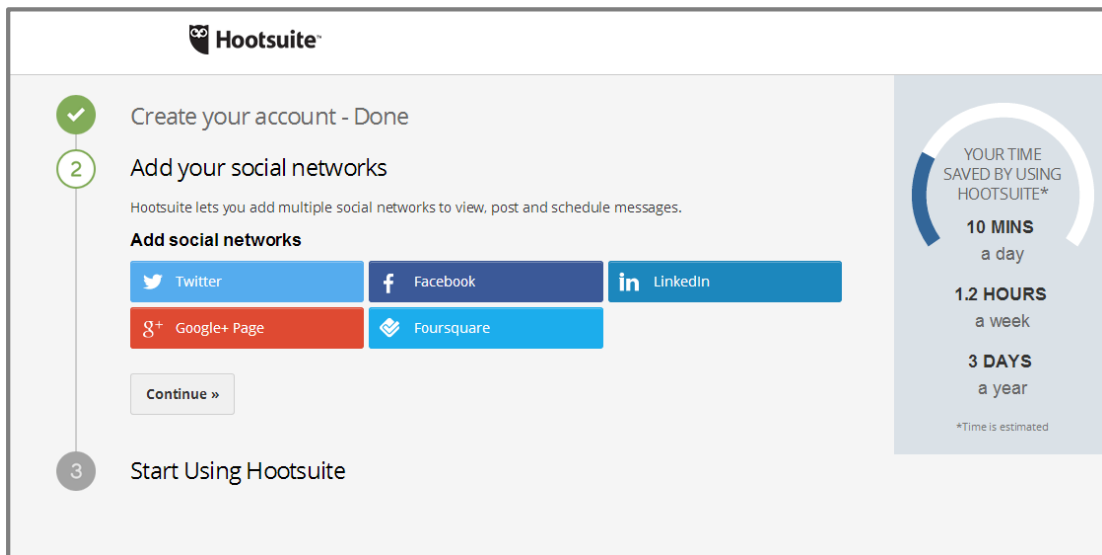 Hootsuite™
Create your account - Done
2
Add your social networks
Hootsuite lets you add multiple social networks to view, post and schedule messages.
Add social networks
Twitter
Facebook
LinkedIn
Google+ Page
Foursquare
Continue »
3
Start Using Hootsuite
YOUR TIME
SAVED BY USING
HOOTSUITE*
10 MINS
a day
1.2 HOURS
a week
3 DAYS
a year
*Time is estimated